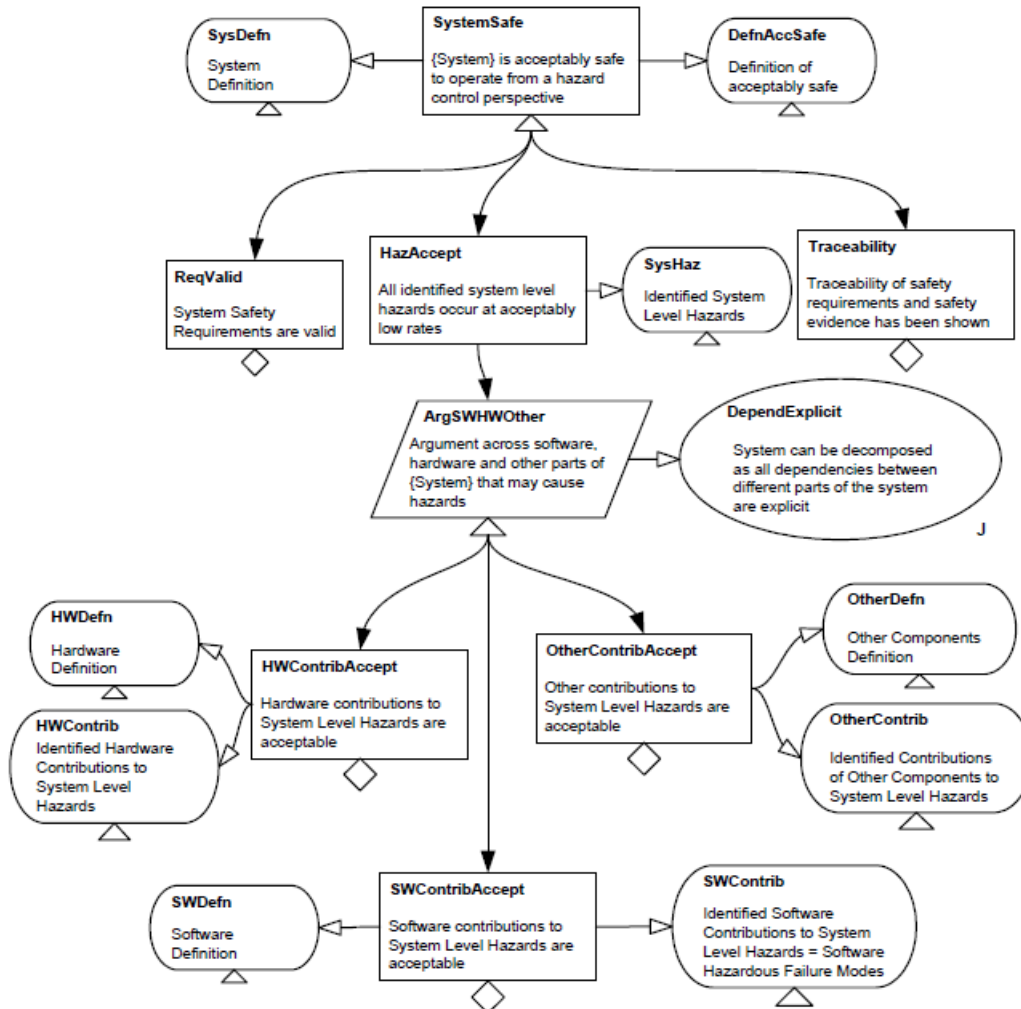 SysDefn
System
Definition
SystemSafe
{System} is acceptably safe
to operate from a hazard
control perspective
DefnAccSafe
Definition of
acceptably safe
ReqValid
System Safety
Requirements are valid
HazAccept
All identified system level
hazards occur at acceptably
low rates
SysHaz
Identified System
Level Hazards
Traceability
Traceability of safety
requirements and safety
evidence has been shown
ArgSWHWOther
Argument across software,
hardware and other parts of
{System} that may cause
hazards
DependExplicit
System can be decomposed
as all dependencies between
different parts of the system
are explicit
J
HWDefn
Hardware
Definition
HWContrib
Identified Hardware
Contributions to
System Level
Hazards
HWContribAccept
Hardware contributions to
System Level Hazards are
acceptable
OtherContribAccept
Other contributions to
System Level Hazards are
acceptable
OtherDefn
Other Components
Definition
OtherContrib
Identified Contributions
of Other Components to
System Level Hazards
SWDefn
Software
Definition
SWContribAccept
Software contributions to
System Level Hazards are
acceptable
SWContrib
Identified Software
Contributions to System
Level Hazards = Software
Hazardous Failure Modes